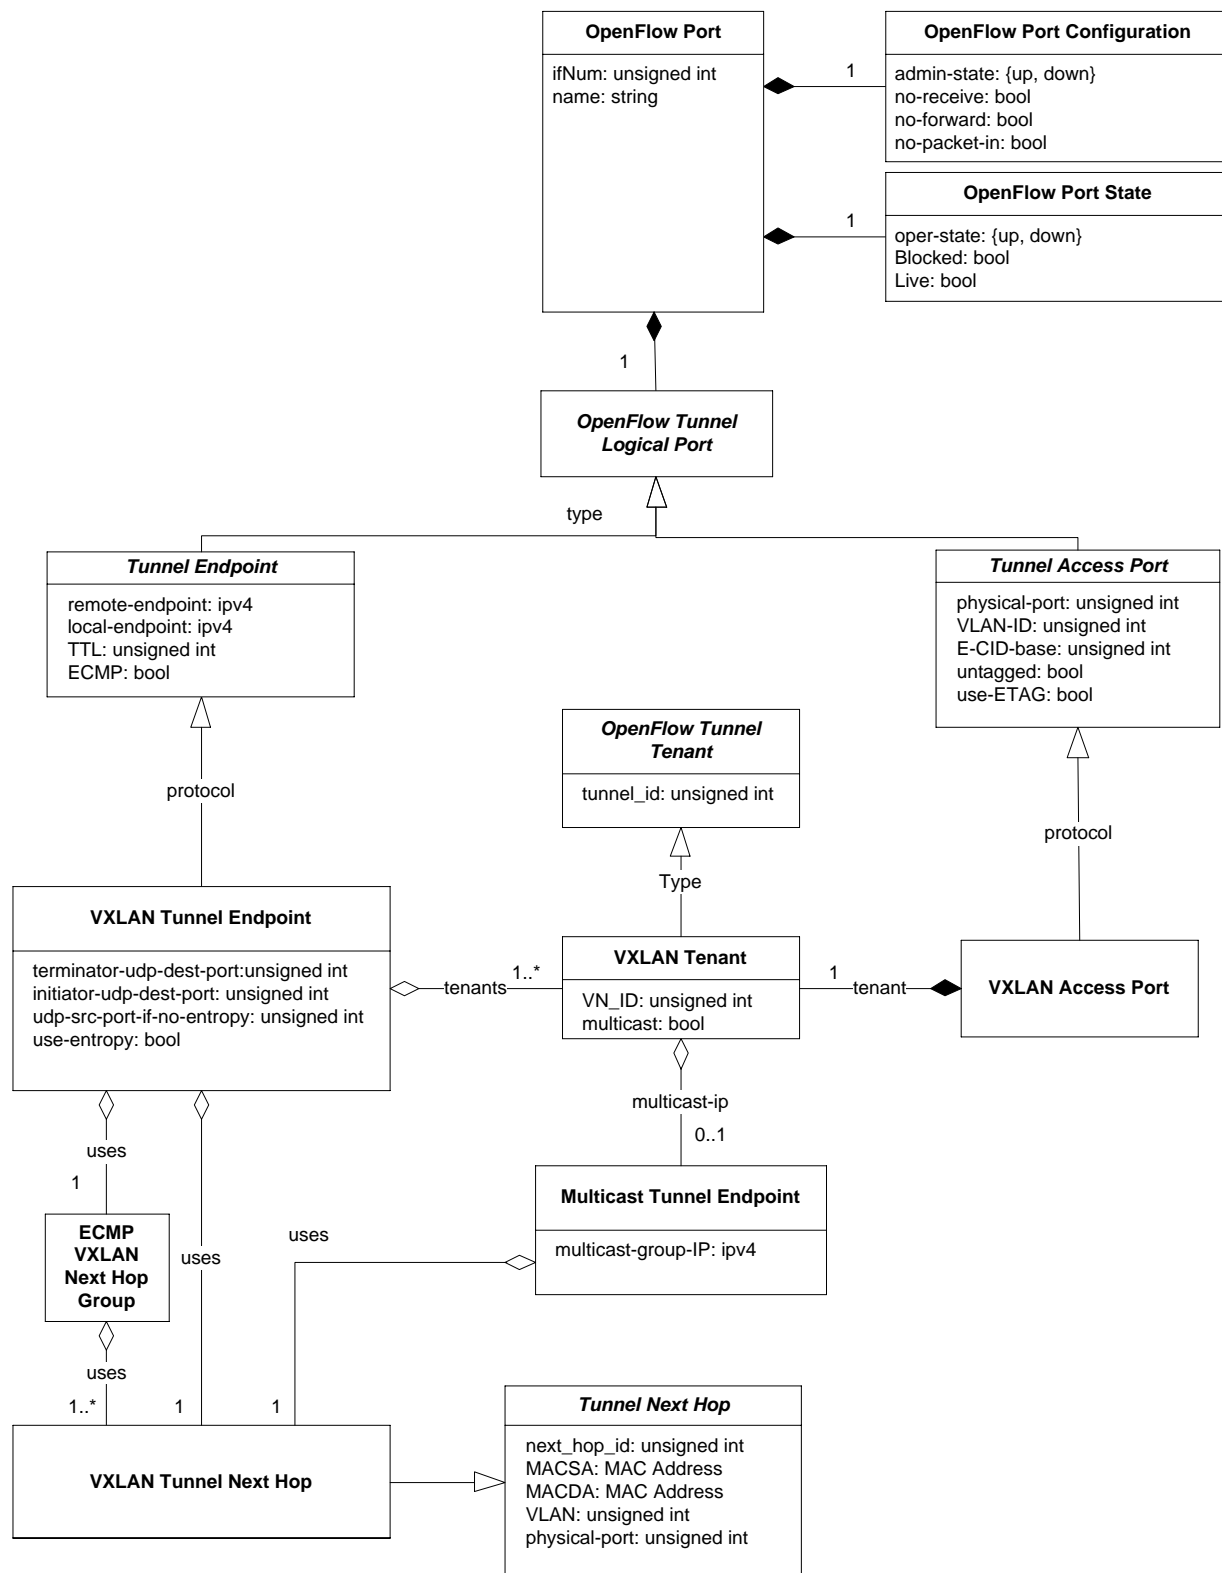 OpenFlow Port
ifNum: unsigned int
name: string
1
OpenFlow Port Configuration
admin-state: {up, down}
no-receive: bool
no-forward: bool
no-packet-in: bool
1
OpenFlow Port State
oper-state: {up, down}
Blocked: bool
Live: bool
1
OpenFlow Tunnel
Logical Port
type
Tunnel Endpoint
remote-endpoint: ipv4
local-endpoint: ipv4
TTL: unsigned int
ECMP: bool
Tunnel Access Port
physical-port: unsigned int
VLAN-ID: unsigned int
E-CID-base: unsigned int
untagged: bool
use-ETAG: bool
OpenFlow Tunnel
Tenant
tunnel_id: unsigned int
protocol
protocol
Type
VXLAN Tunnel Endpoint
terminator-udp-dest-port:unsigned int
initiator-udp-dest-port: unsigned int
udp-src-port-if-no-entropy: unsigned int
use-entropy: bool
1..*
tenants
VXLAN Tenant
VN_ID: unsigned int
multicast: bool
1
tenant
VXLAN Access Port
multicast-ip
0..1
uses
1
Multicast Tunnel Endpoint
multicast-group-IP: ipv4
ECMP
VXLAN
Next Hop
Group
uses
uses
uses
1..*
1
1
VXLAN Tunnel Next Hop
Tunnel Next Hop
next_hop_id: unsigned int
MACSA: MAC Address
MACDA: MAC Address
VLAN: unsigned int
physical-port: unsigned int